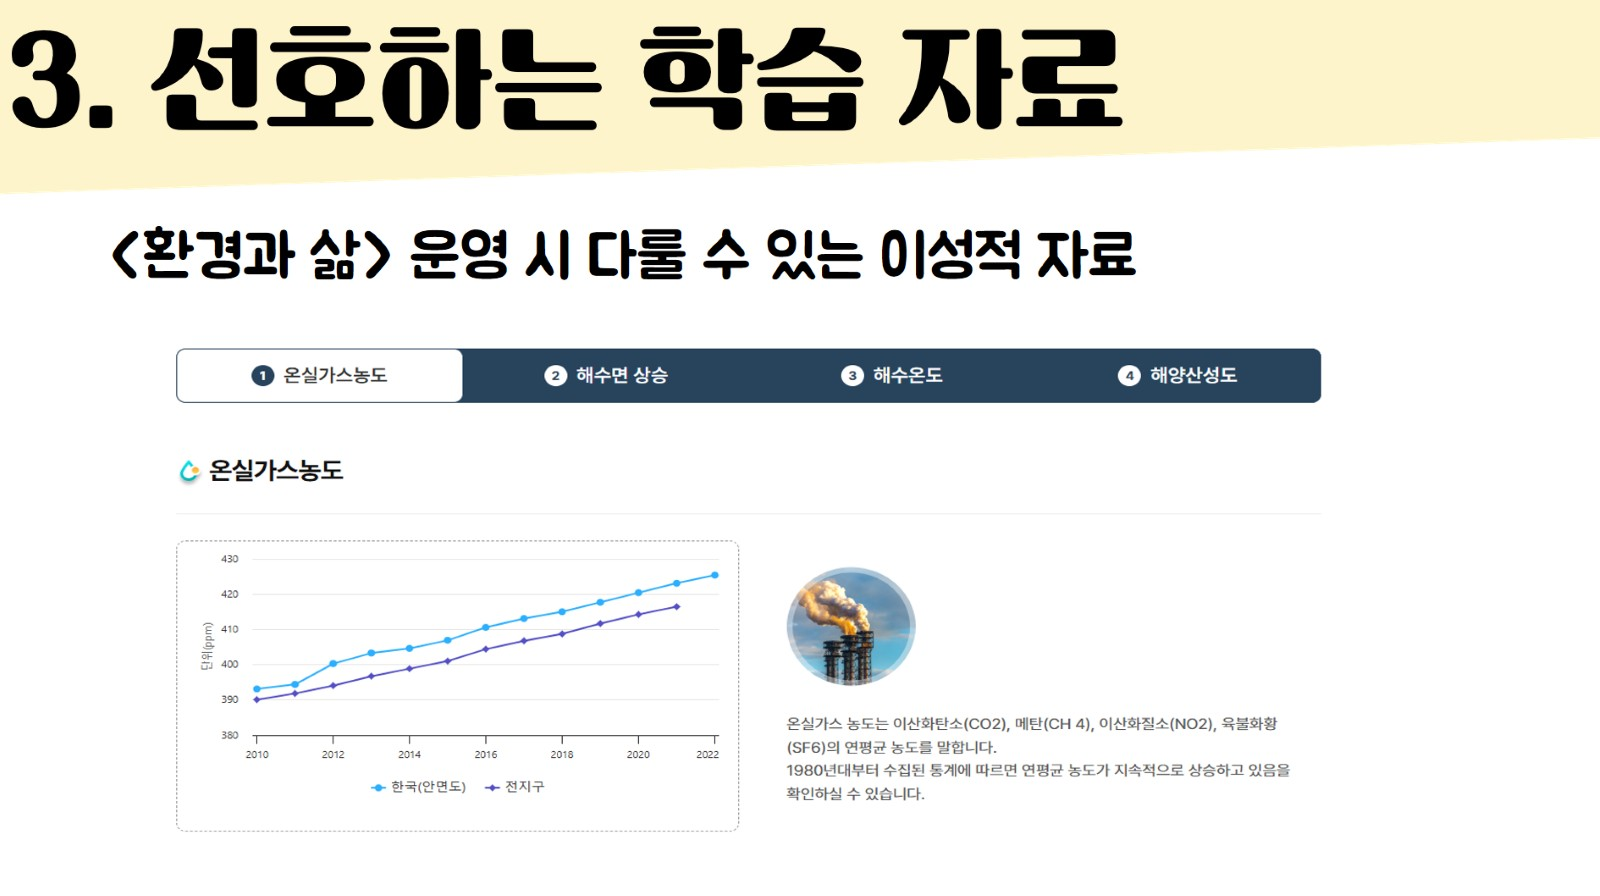 3. 선호하는 학습 자료
<환경과 삶> 운영 시 다룰 수 있는 이성적 자료
1 온실가스농도
2 해수면 상승
3 해수온도
4 해양산성도
온실가스농도
430
420
410
400
390
380
단위(ppm)
2010 2012 2014 2016 2018 2020 2022
한국(안면도) 전지구
온실가스 농도는 이산화탄소(CO2), 메탄(CH 4), 이산화질소(NO2), 육불화황
(SF6)의 연평균 농도를 말합니다.
1980년대부터 수집된 통계에 따르면 연평균 농도가 지속적으로 상승하고 있음을
확인하실 수 있습니다.